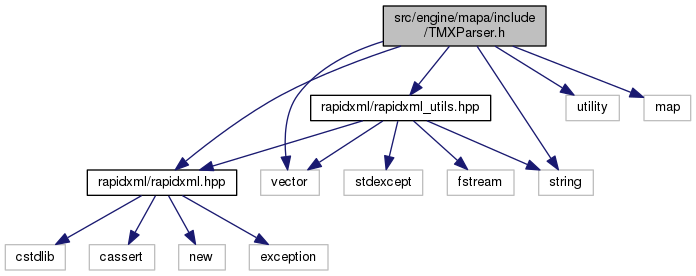 src/engine/mapa/include
/TMXParser.h
rapidxml/rapidxml_utils.hpp
utility
map
rapidxml/rapidxml.hpp
vector
stdexcept
fstream
string
cstdlib
cassert
new
exception